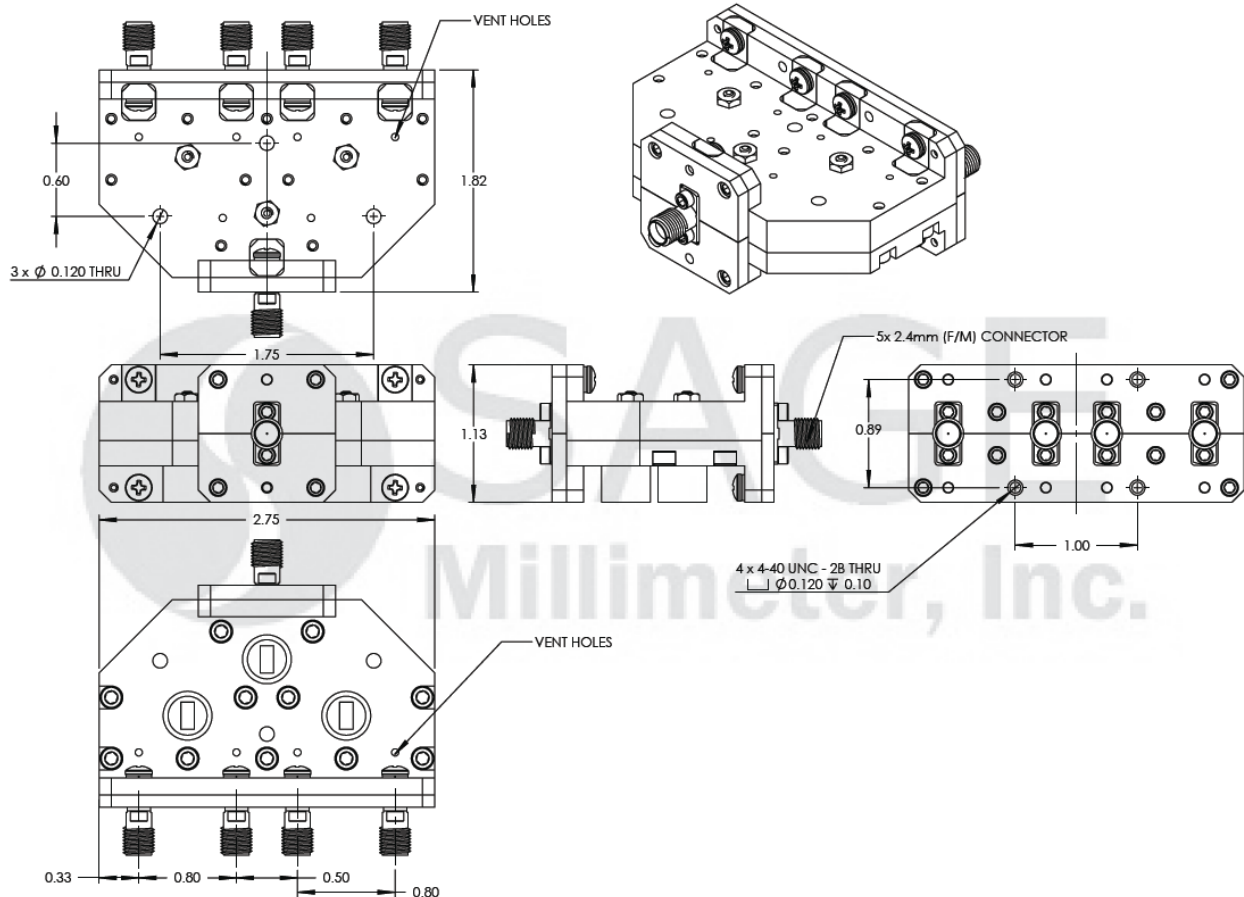 VENT HOLES
0.60
1.82
3 x Ø 0.120 THRU
1.75
SAGE
Millimeter, Inc.
5x 2.4mm (F/M) CONNECTOR
1.13
0.89
2.75
1.00
4 x 4-40 UNC - 2B THRU
⌴ Ø 0.120 ↧ 0.10
VENT HOLES
0.33
0.80
0.50
0.80